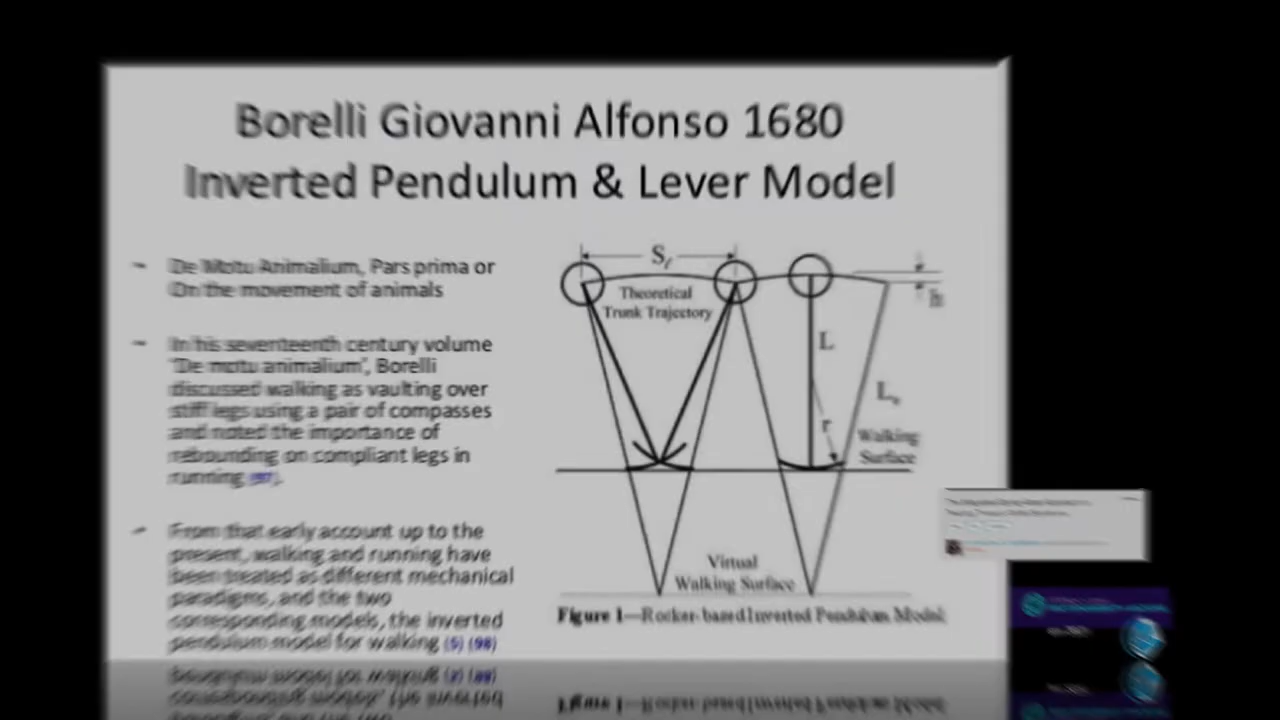 Borelli Giovanni Alfonso 1680
Inverted Pendulum & Lever Model
De Motu Animalium, Pars prima or
On the movement of animals
In his seventeenth century volume
"De motu animalium", Borelli
discussed walking as vaulting over
stiff legs using a pair of compasses
and noted the importance of
rebounding on compliant legs in
running (97).
From that early account up to the
present, walking and running have
been treated as different mechanical
paradigms, and the two
corresponding models, the inverted
pendulum model for walking (5) (98)
Sℓ
Theoretical
Trunk Trajectory
h
L
r
Walking
Surface
Virtual
Walking Surface
Figure 1—Rocker-based Inverted Pendulum Model